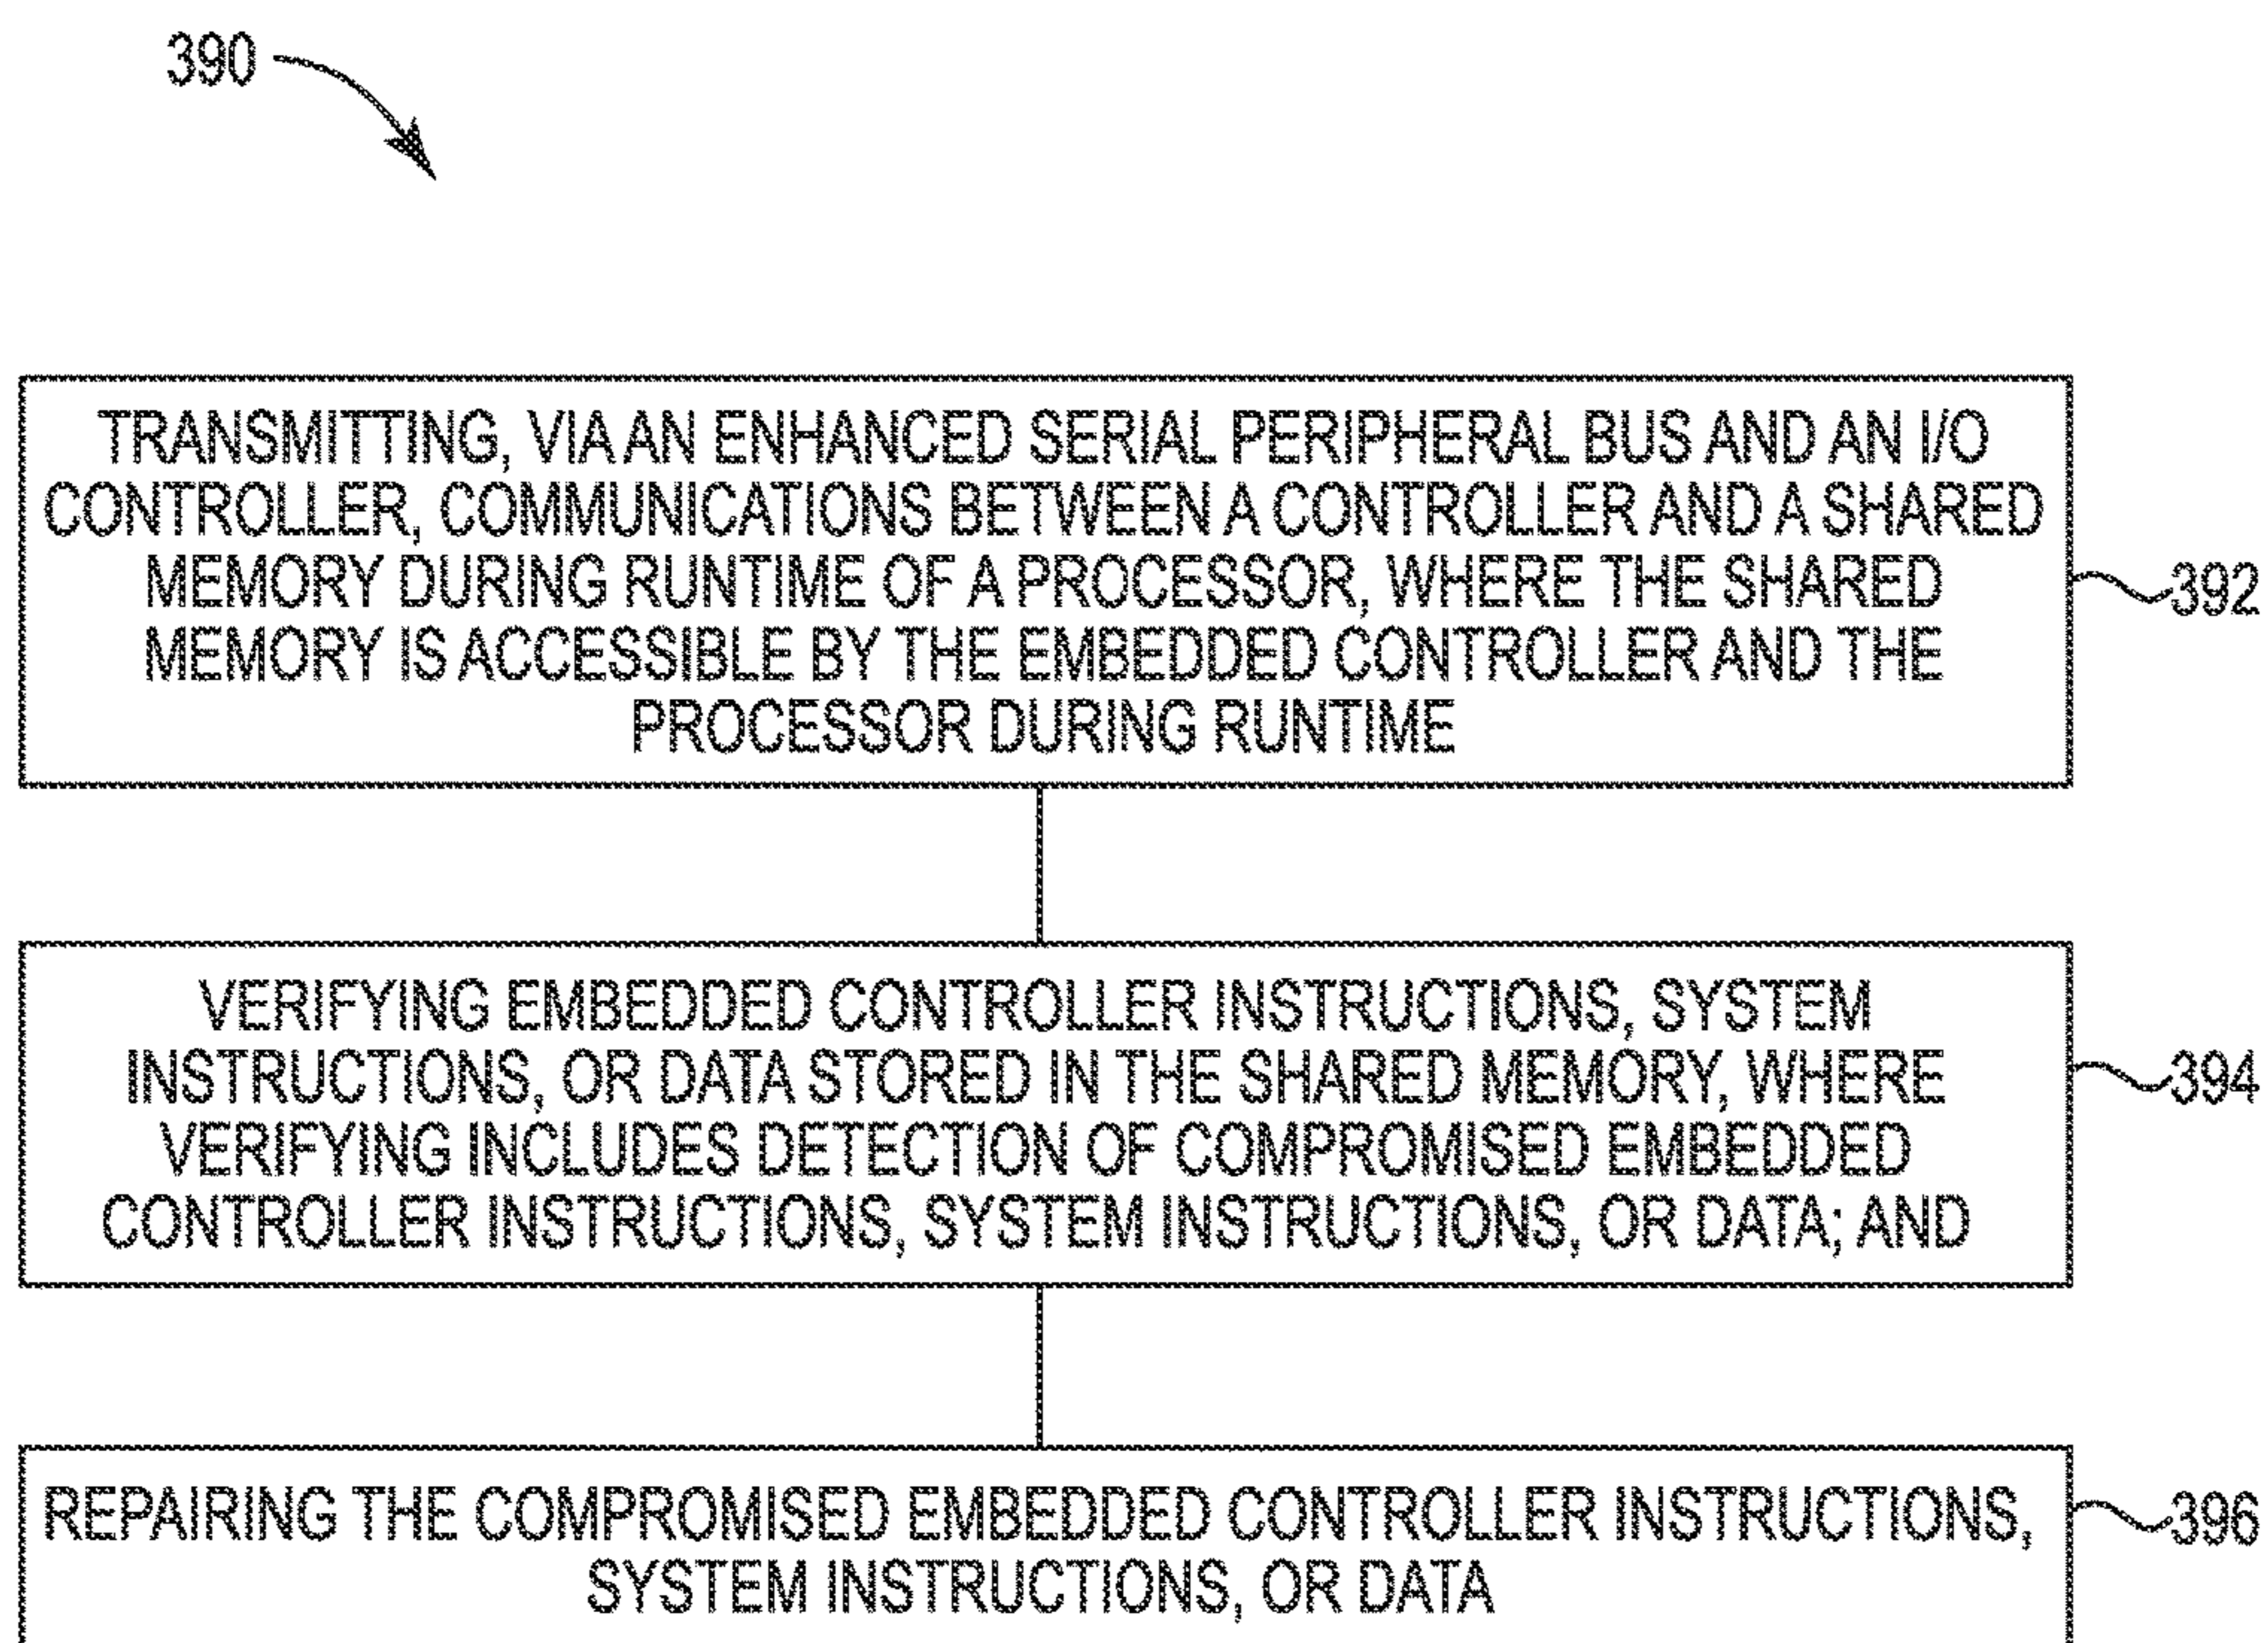 390
TRANSMITTING, VIA AN ENHANCED SERIAL PERIPHERAL BUS AND AN I/O
CONTROLLER, COMMUNICATIONS BETWEEN A CONTROLLER AND A SHARED
MEMORY DURING RUNTIME OF A PROCESSOR, WHERE THE SHARED
MEMORY IS ACCESSIBLE BY THE EMBEDDED CONTROLLER AND THE
PROCESSOR DURING RUNTIME
392
VERIFYING EMBEDDED CONTROLLER INSTRUCTIONS, SYSTEM
INSTRUCTIONS, OR DATA STORED IN THE SHARED MEMORY, WHERE
VERIFYING INCLUDES DETECTION OF COMPROMISED EMBEDDED
CONTROLLER INSTRUCTIONS, SYSTEM INSTRUCTIONS, OR DATA; AND
394
REPAIRING THE COMPROMISED EMBEDDED CONTROLLER INSTRUCTIONS,
SYSTEM INSTRUCTIONS, OR DATA
396